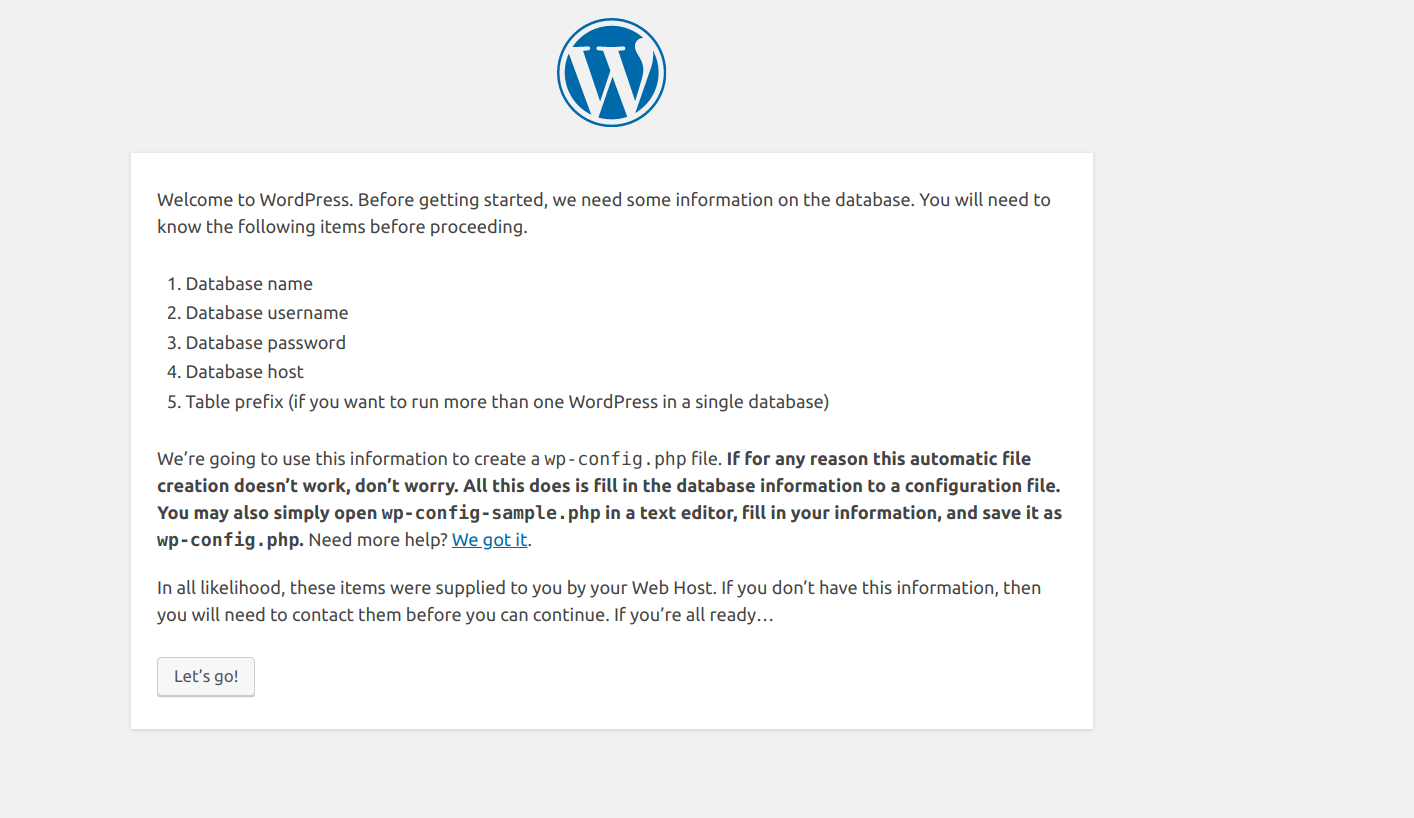 Welcome to WordPress. Before getting started, we need some information on the database. You will need to
know the following items before proceeding.
1. Database name
2. Database username
3. Database password
4. Database host
5. Table prefix (if you want to run more than one WordPress in a single database)
We’re going to use this information to create a wp-config.php file. If for any reason this automatic file
creation doesn’t work, don’t worry. All this does is fill in the database information to a configuration file.
You may also simply open wp-config-sample.php in a text editor, fill in your information, and save it as
wp-config.php. Need more help? We got it.
In all likelihood, these items were supplied to you by your Web Host. If you don’t have this information, then
you will need to contact them before you can continue. If you’re all ready…
Let’s go!